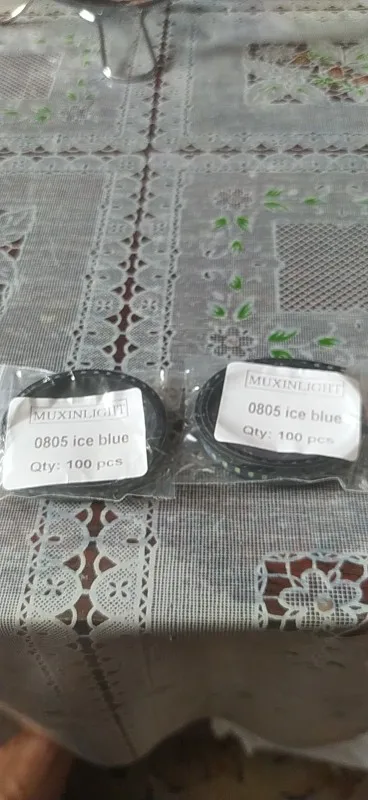 MUXINLIGHT
0805 ice blue
Qty: 100 pcs
MUXINLIGHT
0805 ice blue
Qty: 100 pcs